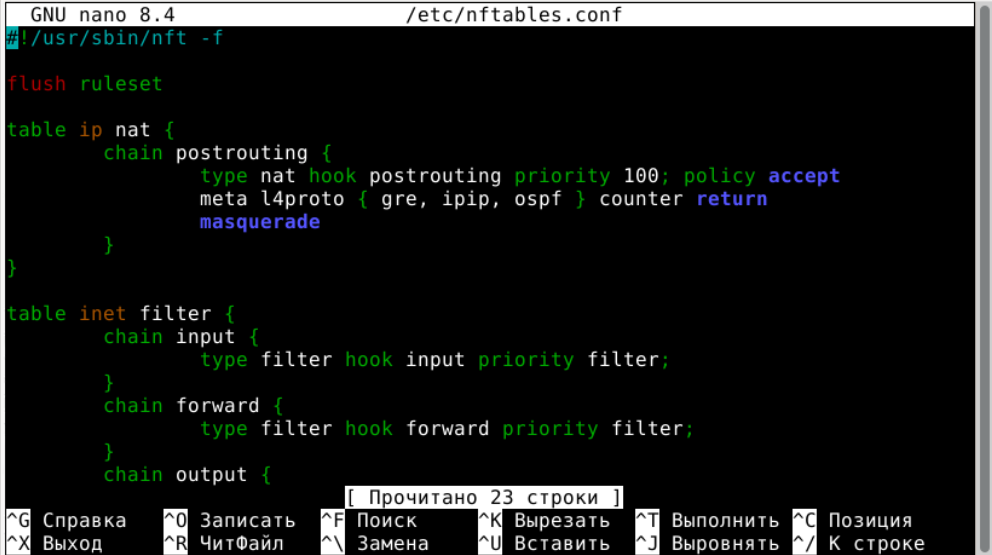 GNU nano 8.4 /etc/nftables.conf
#!/usr/sbin/nft -f
flush ruleset
table ip nat {
chain postrouting {
type nat hook postrouting priority 100; policy accept
meta l4proto { gre, ipip, ospf } counter return
masquerade
}
}
table inet filter {
chain input {
type filter hook input priority filter;
}
chain forward {
type filter hook forward priority filter;
}
chain output {
[ Прочитано 23 строки ]
^G Справка ^O Записать ^F Поиск ^K Вырезать ^T Выполнить ^C Позиция
^X Выход ^R ЧитФайл ^\ Замена ^U Вставить ^J Выровнять ^/ К строке